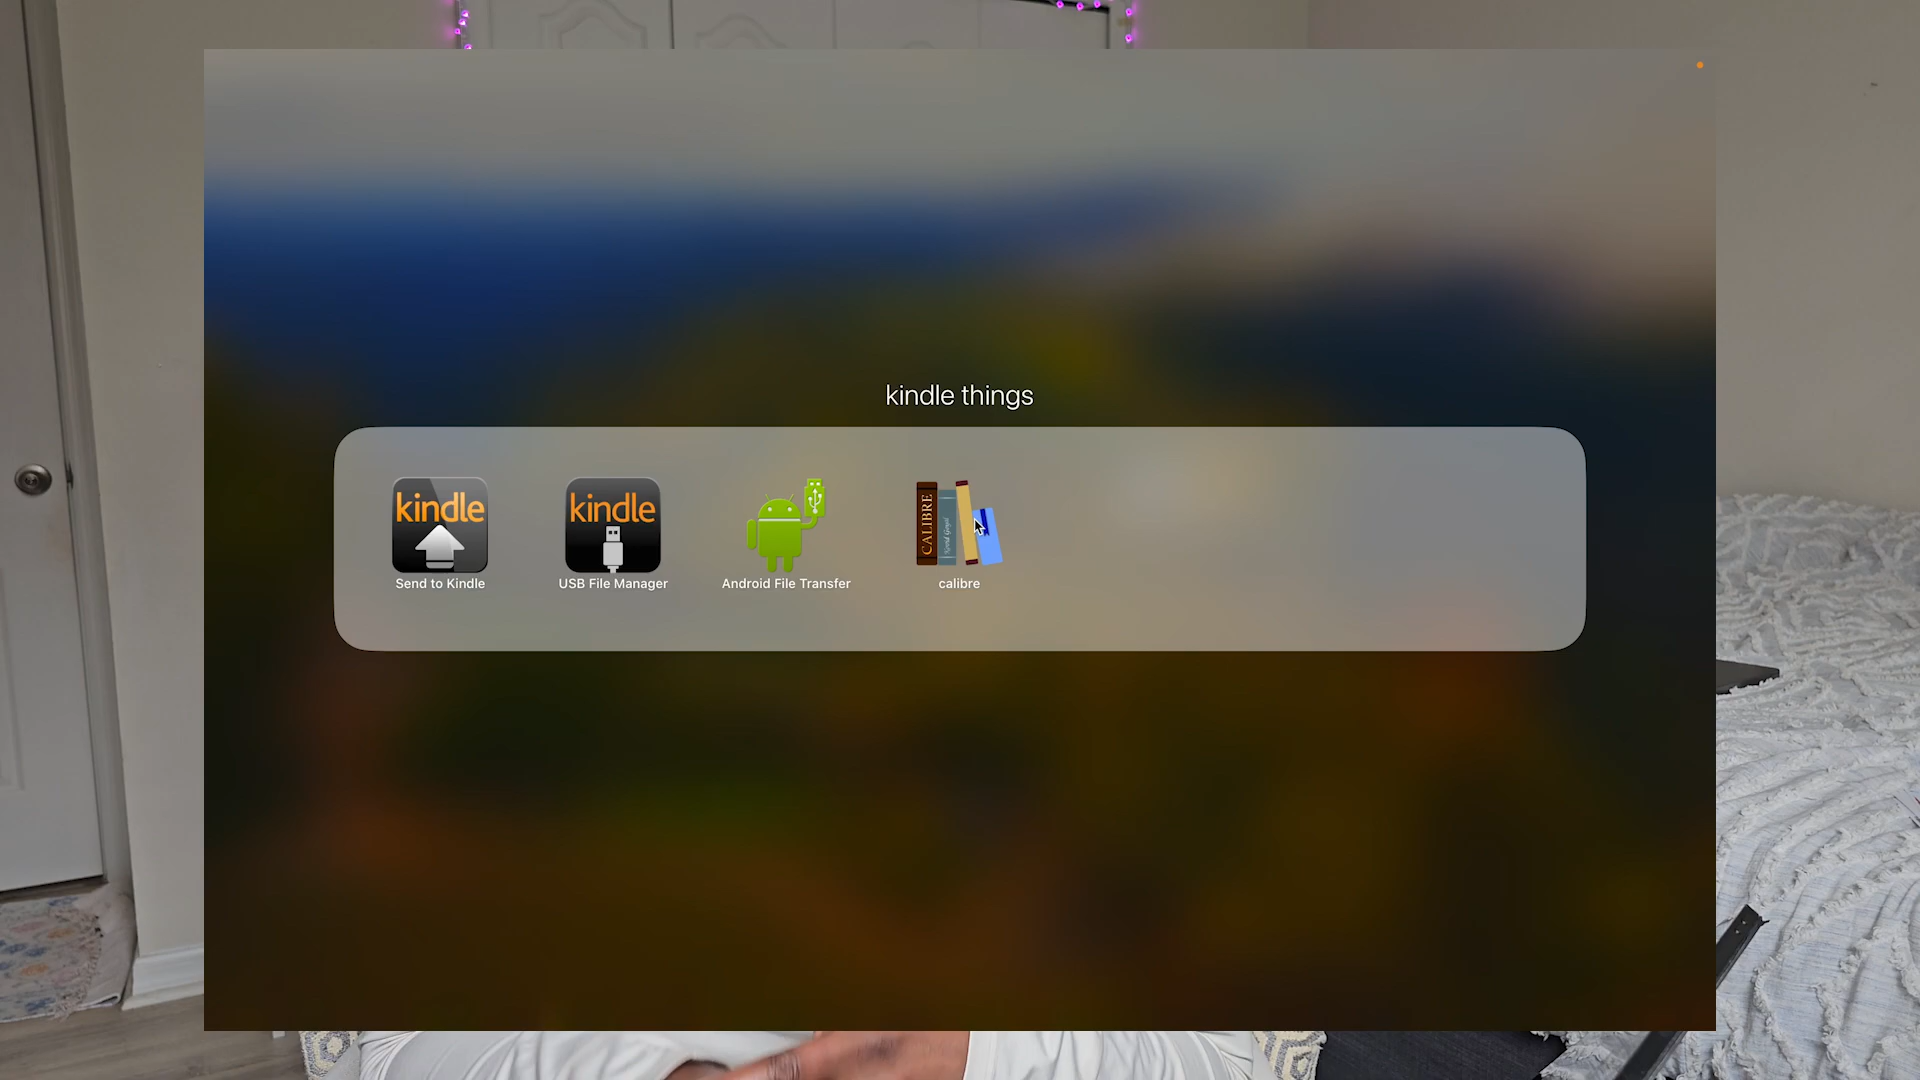 kindle things
kindle
kindle
CALIBRE
Send to Kindle
USB File Manager
Android File Transfer
calibre